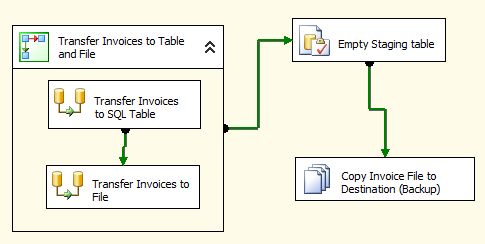 Transfer Invoices to Table
and File
Transfer Invoices
to SQL Table
Transfer Invoices to
File
Empty Staging table
Copy Invoice File to
Destination (Backup)